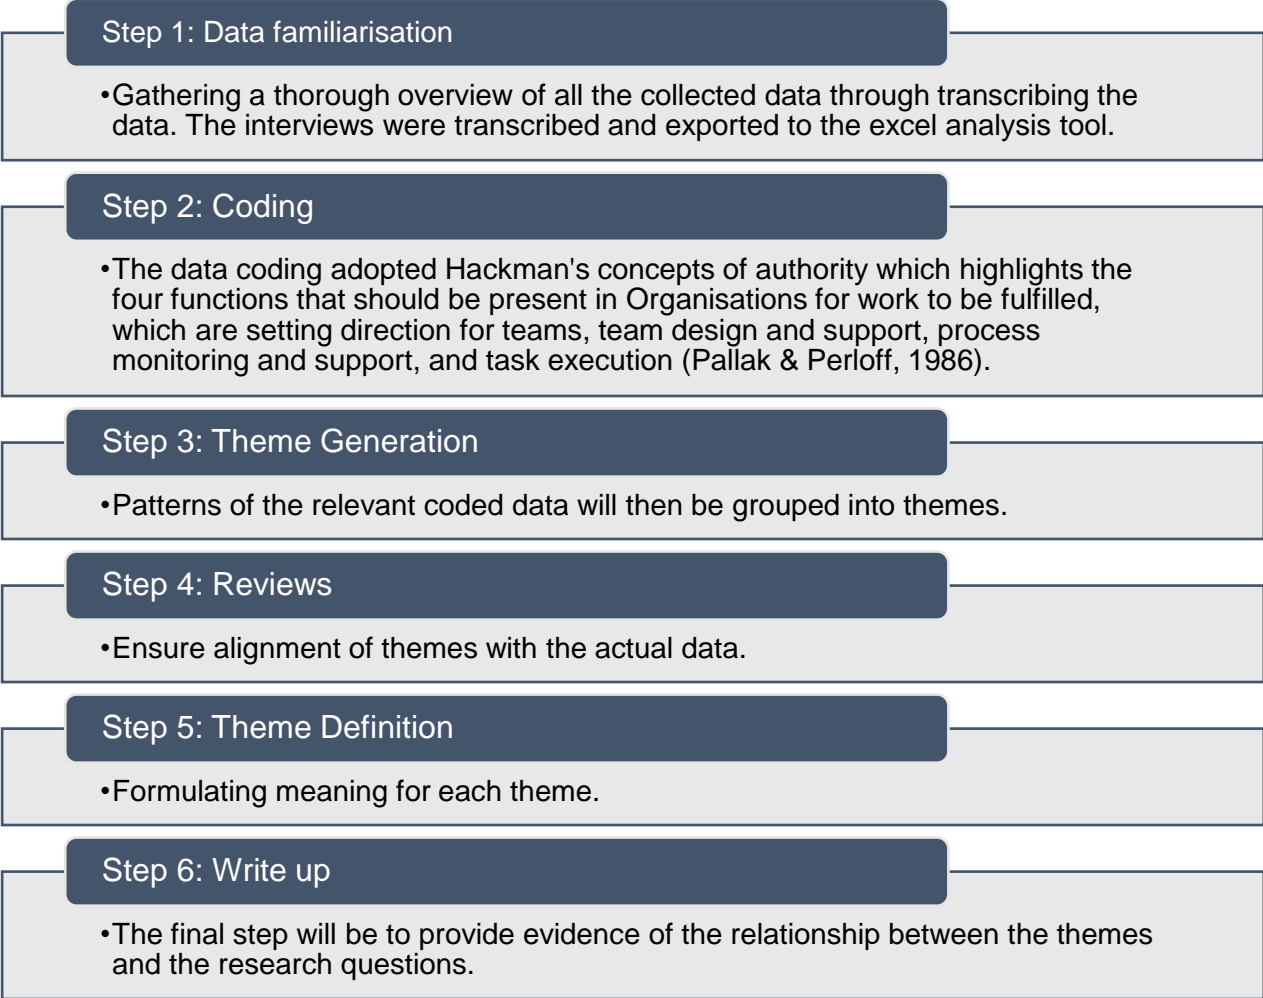 Step 1: Data familiarisation
•Gathering a thorough overview of all the collected data through transcribing the
data. The interviews were transcribed and exported to the excel analysis tool.
Step 2: Coding
•The data coding adopted Hackman's concepts of authority which highlights the
four functions that should be present in Organisations for work to be fulfilled,
which are setting direction for teams, team design and support, process
monitoring and support, and task execution (Pallak & Perloff, 1986).
Step 3: Theme Generation
•Patterns of the relevant coded data will then be grouped into themes.
Step 4: Reviews
•Ensure alignment of themes with the actual data.
Step 5: Theme Definition
•Formulating meaning for each theme.
Step 6: Write up
•The final step will be to provide evidence of the relationship between the themes
and the research questions.